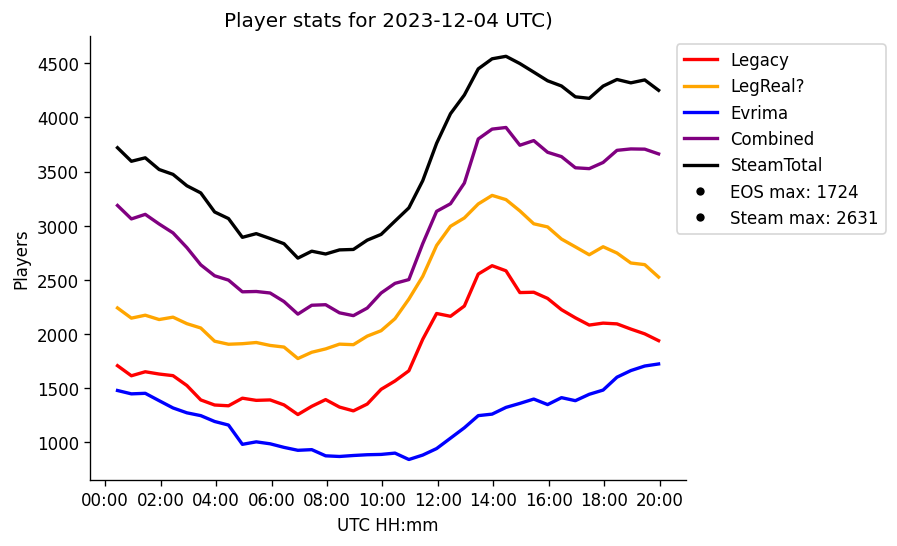 Player stats for 2023-12-04 UTC)
Legacy
LegReal?
Evrima
Combined
SteamTotal
EOS max: 1724
Steam max: 2631
Players
4500
4000
3500
3000
2500
2000
1500
1000
00:00 02:00 04:00 06:00 08:00 10:00 12:00 14:00 16:00 18:00 20:00
UTC HH:mm